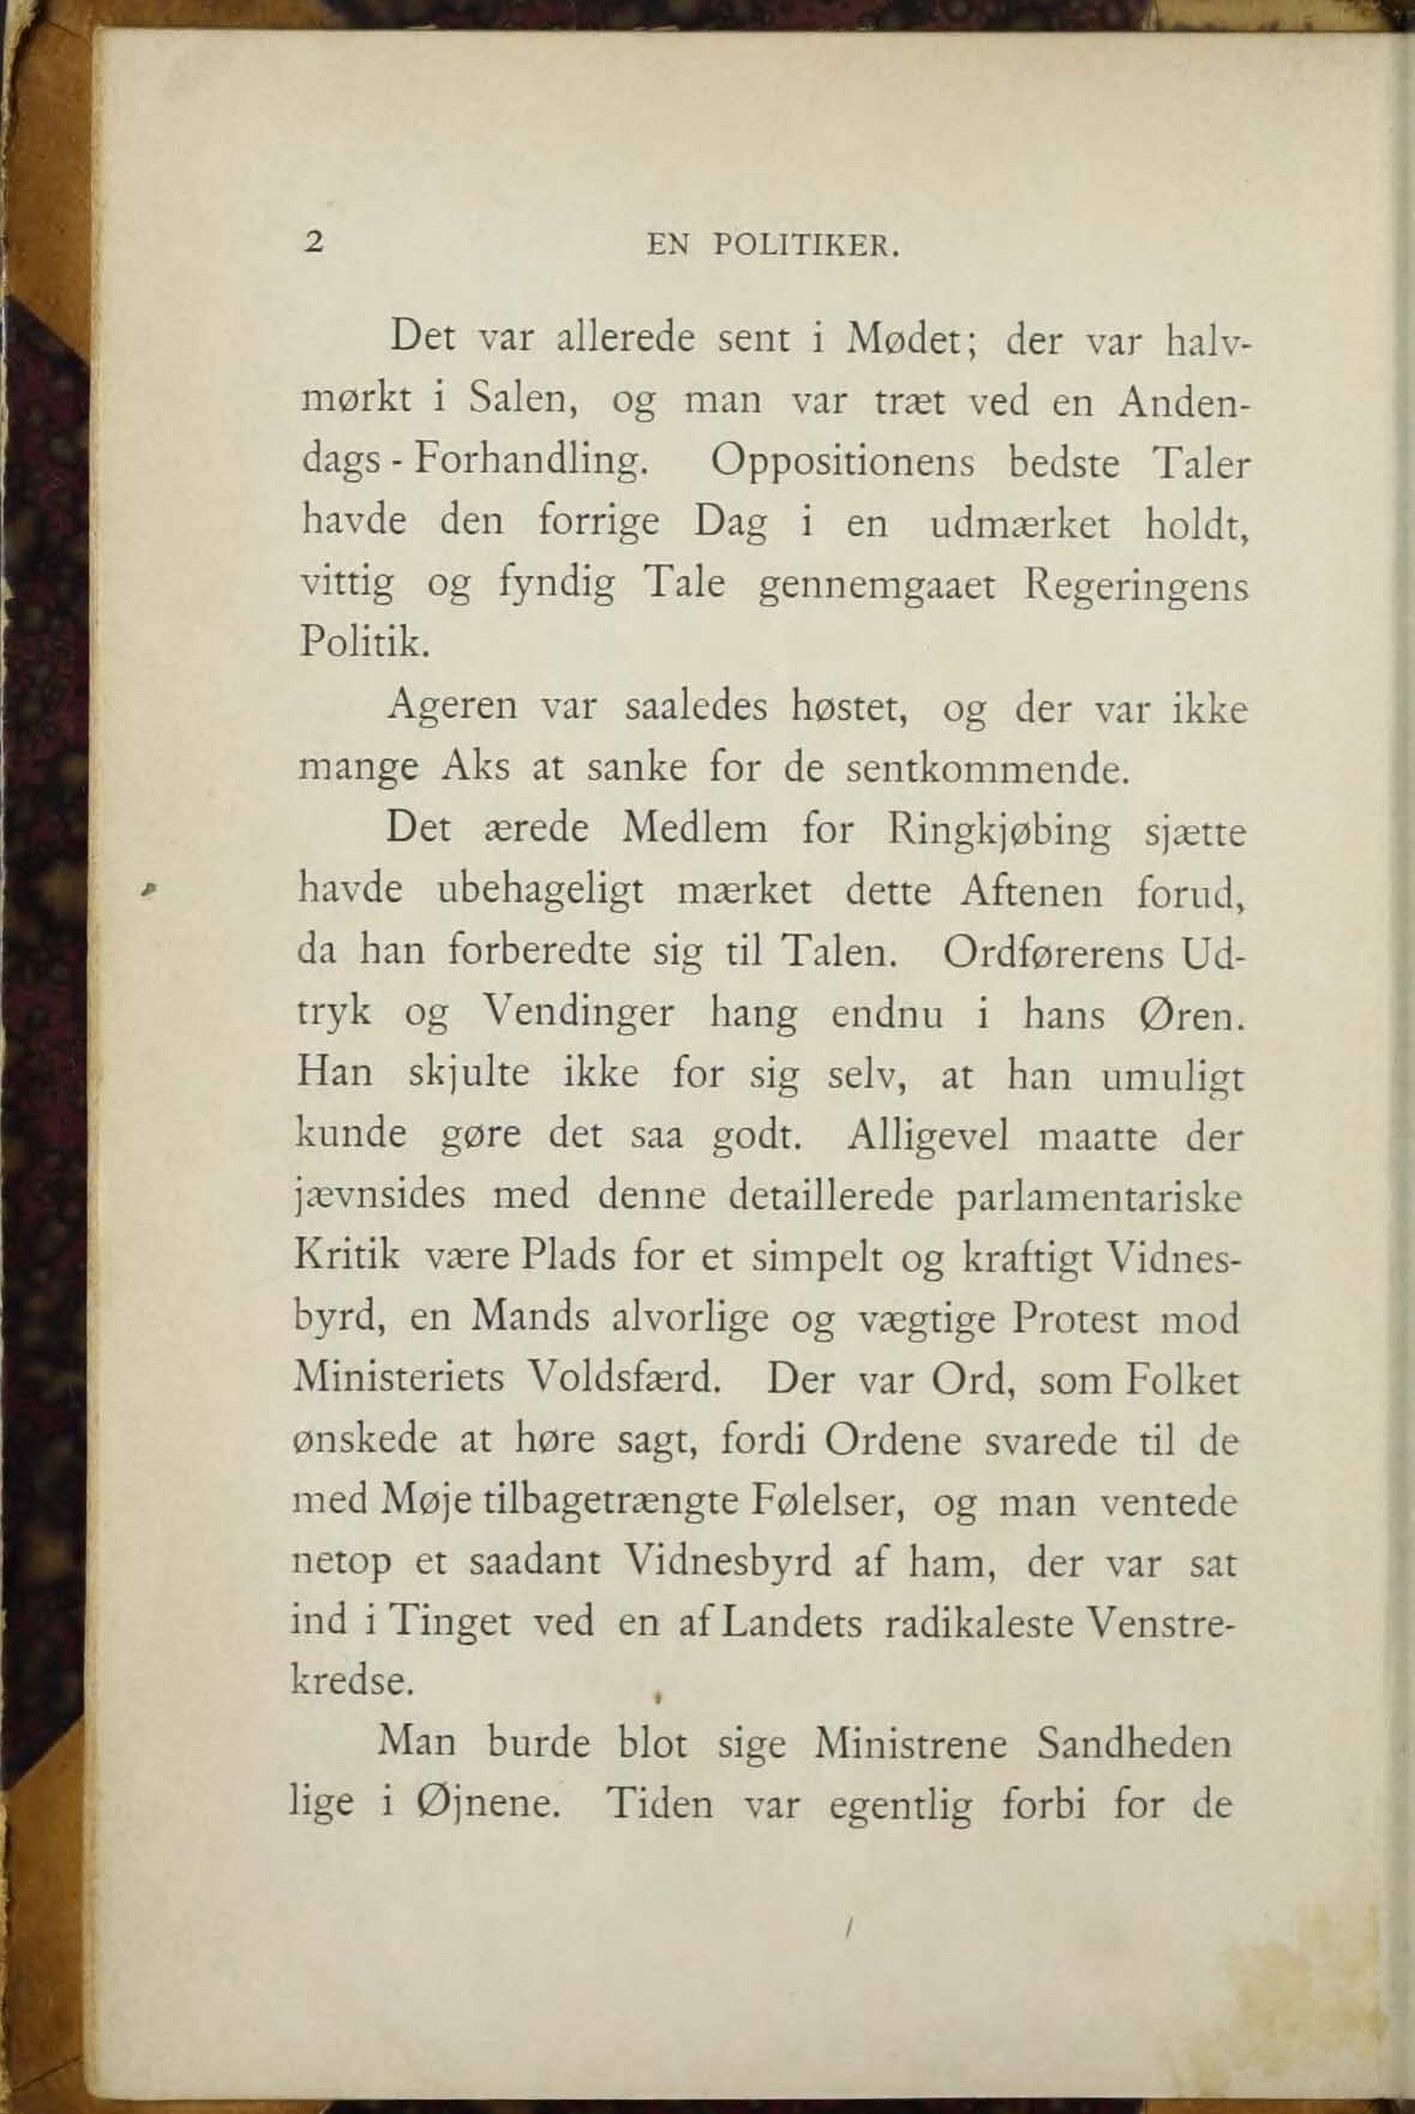 2 EN POLITIKER.
Det var allerede sent i Mødet; der var halv-
mørkt i Salen, og man var træt ved en Anden-
dags-Forhandling. Oppositionens bedste Taler
havde den forrige Dag i en udmærket holdt,
vittig og fyndig Tale gennemgaaet Regeringens
Politik.
Ageren var saaledes høstet, og der var ikke
mange Aks at sanke for de sentkommende.
Det ærede Medlem for Ringkjøbing sjætte
havde ubehageligt mærket dette Aftenen forud,
da han forberedte sig til Talen. Ordførerens Ud-
tryk og Vendinger hang endnu i hans Øren.
Han skjulte ikke for sig selv, at han umuligt
kunde gøre det saa godt. Alligevel maatte der
jævnsides med denne detaillerede parlamentariske
Kritik være Plads for et simpelt og kraftigt Vidnes-
byrd, en Mands alvorlige og vægtige Protest mod
Ministeriets Voldsfærd. Der var Ord, som Folket
ønskede at høre sagt, fordi Ordene svarede til de
med Møje tilbagetrængte Følelser, og man ventede
netop et saadant Vidnesbyrd af ham, der var sat
ind i Tinget ved en af Landets radikaleste Venstre-
kredse.
Man burde blot sige Ministrene Sandheden
lige i Øjnene. Tiden var egentlig forbi for de